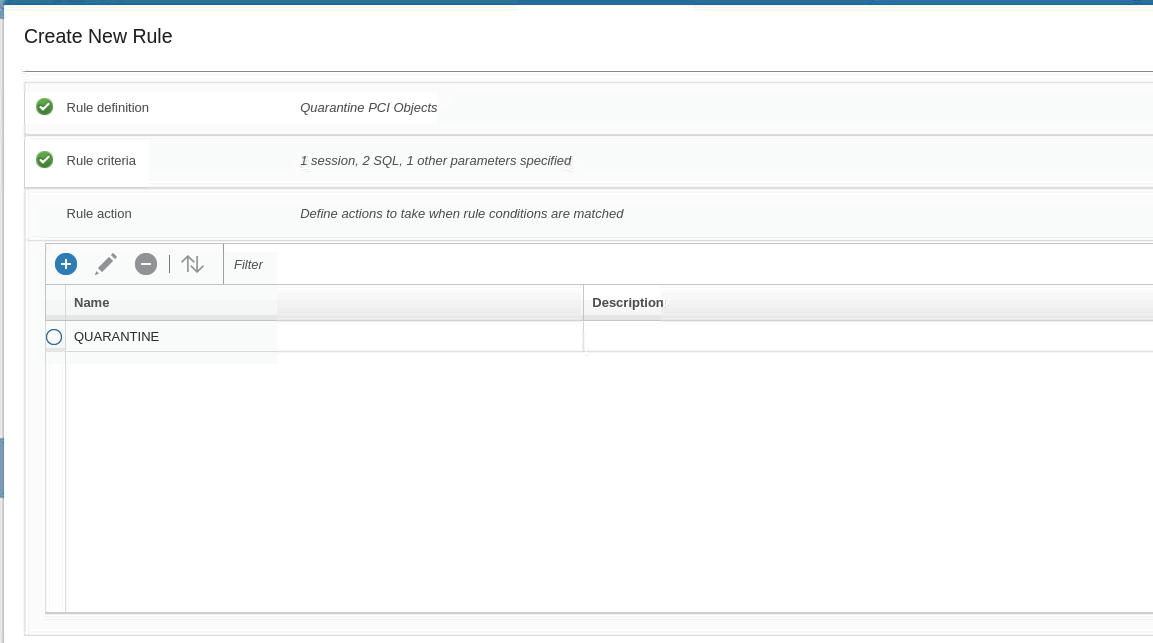 Create New Rule
Rule definition Quarantine PCI Objects
Rule criteria 1 session, 2 SQL, 1 other parameters specified
Rule action Define actions to take when rule conditions are matched
Filter
Name Description
QUARANTINE